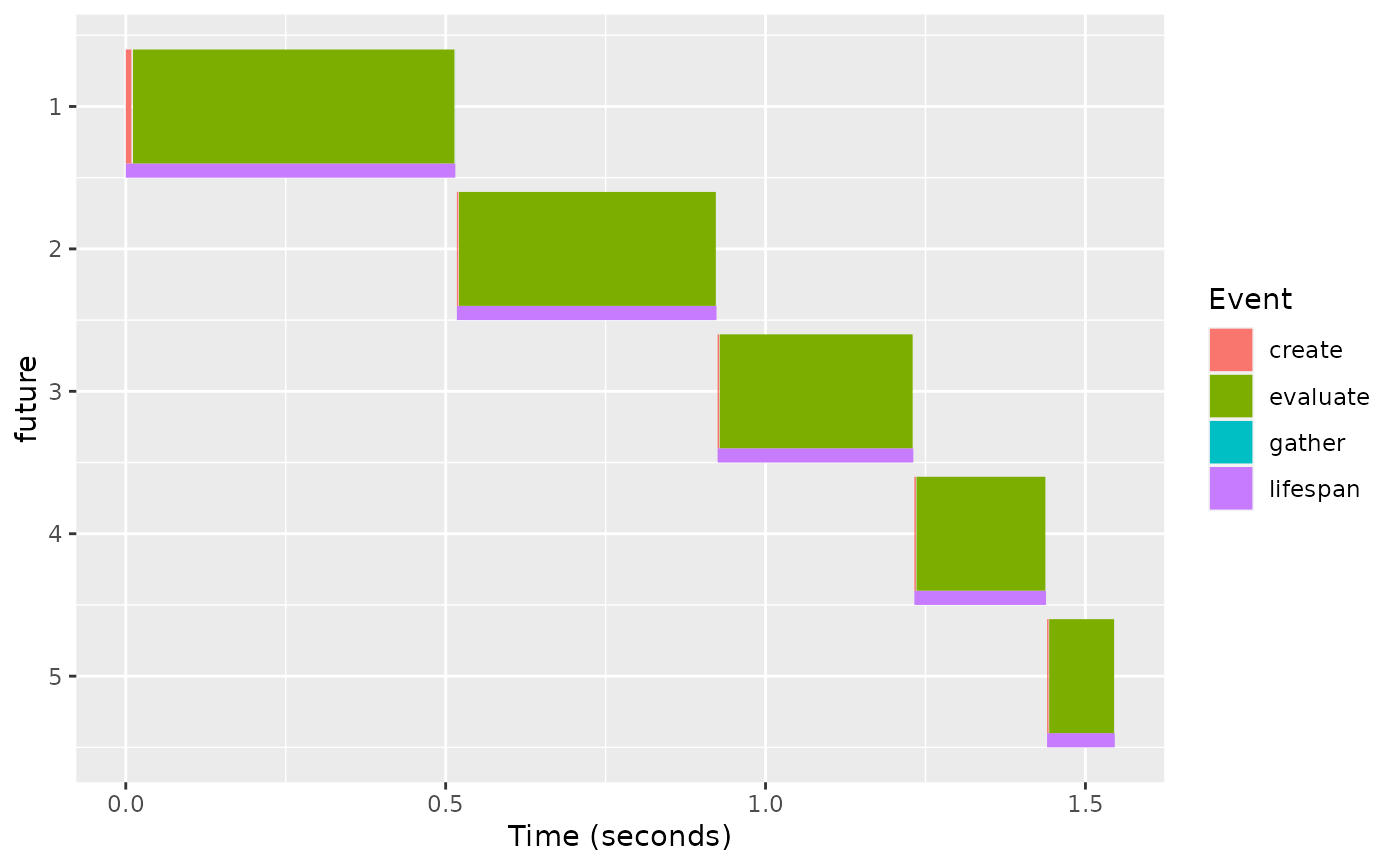 1
2
3
4
5
future
0.0 0.5 1.0 1.5
Time (seconds)
Event
create
evaluate
gather
lifespan